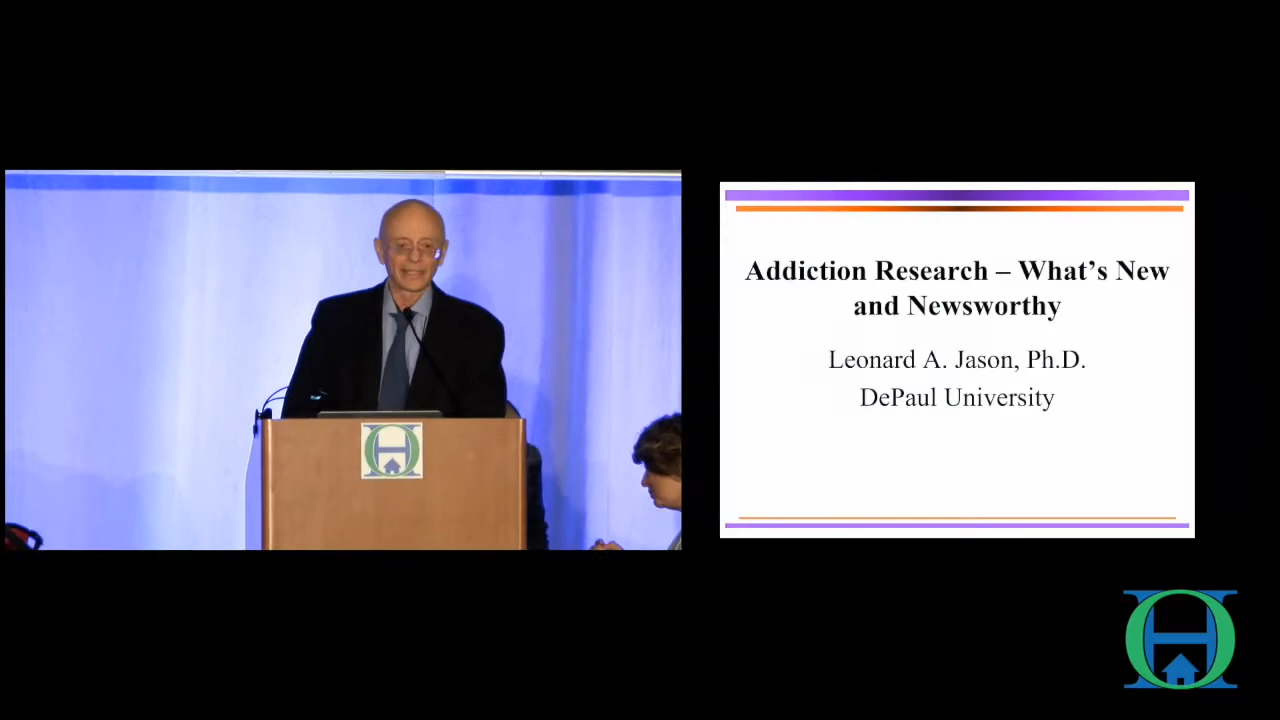 Addiction Research – What’s New
and Newsworthy
Leonard A. Jason, Ph.D.
DePaul University